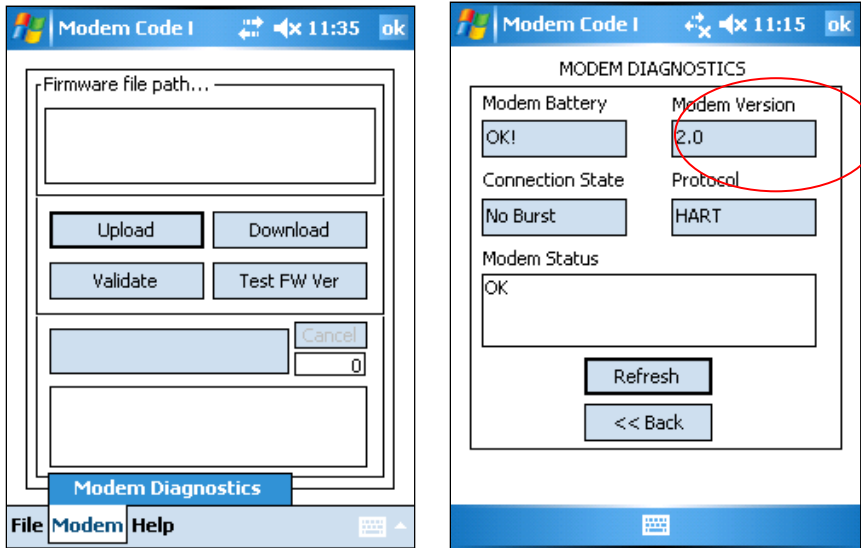 Modem Code I 11:35 ok
Firmware file path...
Upload Download
Validate Test FW Ver
Cancel
0
Modem Diagnostics
File Modem Help
Modem Code I 11:15 ok
MODEM DIAGNOSTICS
Modem Battery Modem Version
OK! 2.0
Connection State Protocol
No Burst HART
Modem Status
OK
Refresh
<< Back